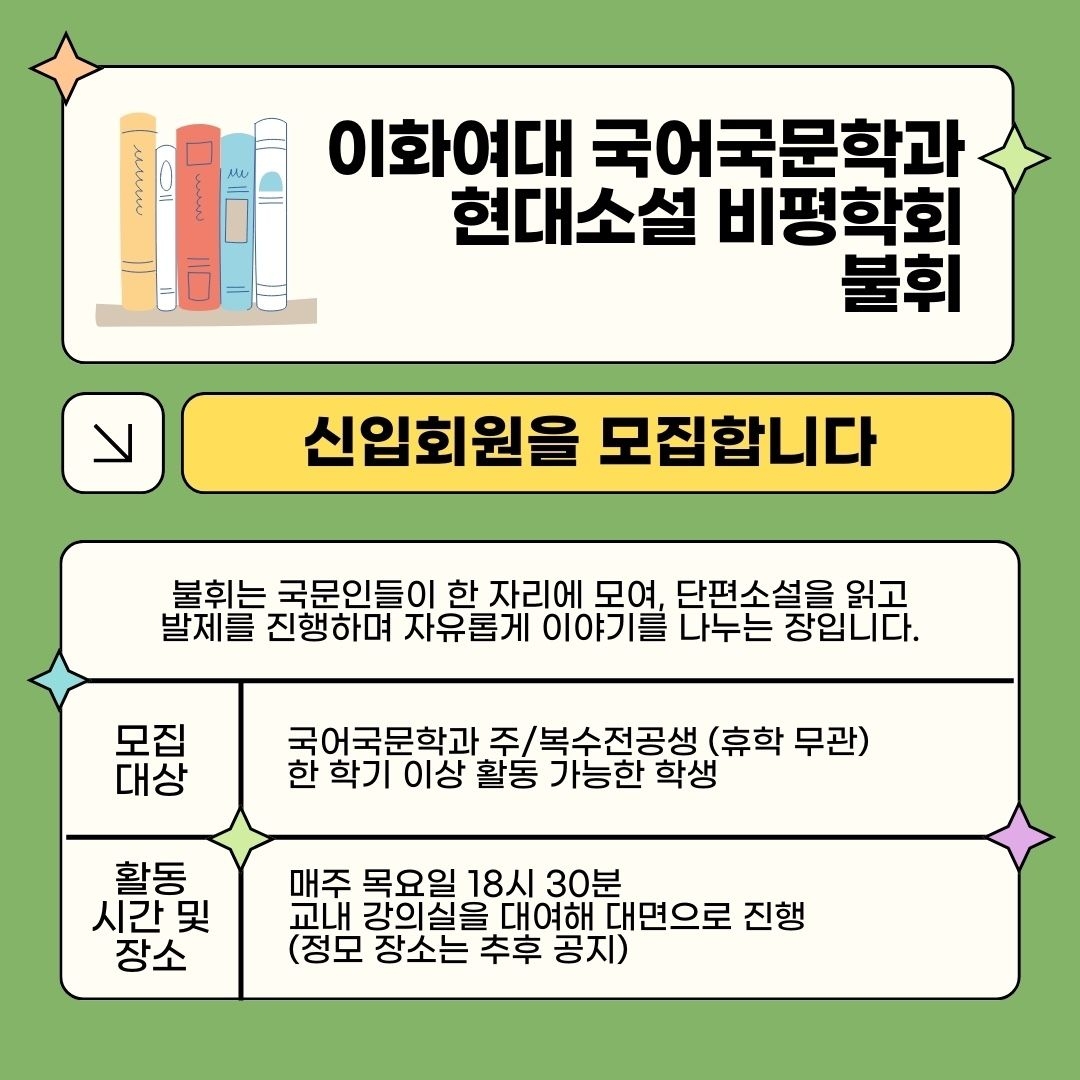 이화여대 국어국문학과
현대소설 비평학회
불휘
신입회원을 모집합니다
불휘는 국문인들이 한 자리에 모여, 단편소설을 읽고
발제를 진행하며 자유롭게 이야기를 나누는 장입니다.
모집
대상
국어국문학과 주/복수전공생 (휴학 무관)
한 학기 이상 활동 가능한 학생
활동
시간 및
장소
매주 목요일 18시 30분
교내 강의실을 대여해 대면으로 진행
(정모 장소는 추후 공지)